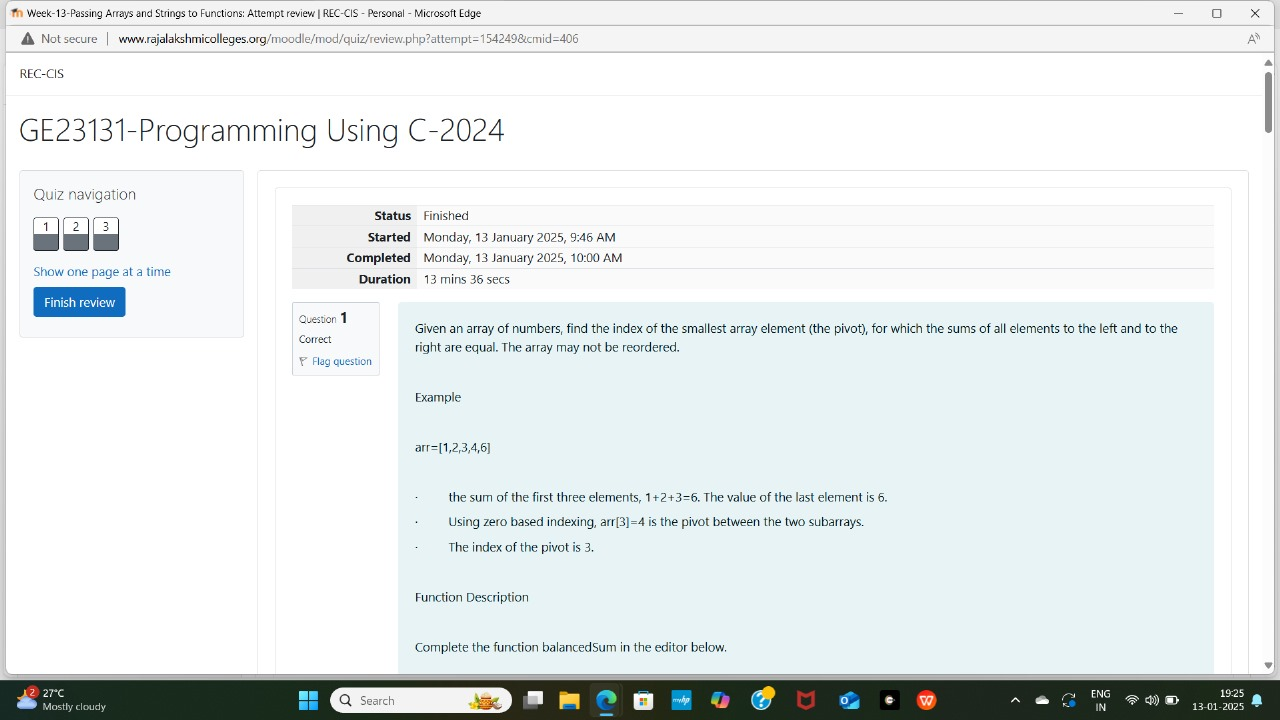 Week-13-Passing Arrays and Strings to Functions: Attempt review | REC-CIS - Personal - Microsoft Edge
Not secure | www.rajalakshmicolleges.org/moodle/mod/quiz/review.php?attempt=154249&cmid=406
REC-CIS
GE23131-Programming Using C-2024
Quiz navigation
1 2 3
Show one page at a time
Finish review
Status Finished
Started Monday, 13 January 2025, 9:46 AM
Completed Monday, 13 January 2025, 10:00 AM
Duration 13 mins 36 secs
Question 1
Correct
Flag question
Given an array of numbers, find the index of the smallest array element (the pivot), for which the sums of all elements to the left and to the
right are equal. The array may not be reordered.
Example
arr=[1,2,3,4,6]
· the sum of the first three elements, 1+2+3=6. The value of the last element is 6.
· Using zero based indexing, arr[3]=4 is the pivot between the two subarrays.
· The index of the pivot is 3.
Function Description
Complete the function balancedSum in the editor below.
2
27°C
Mostly cloudy
Search
myhp
ENG
IN
19:25
13-01-2025